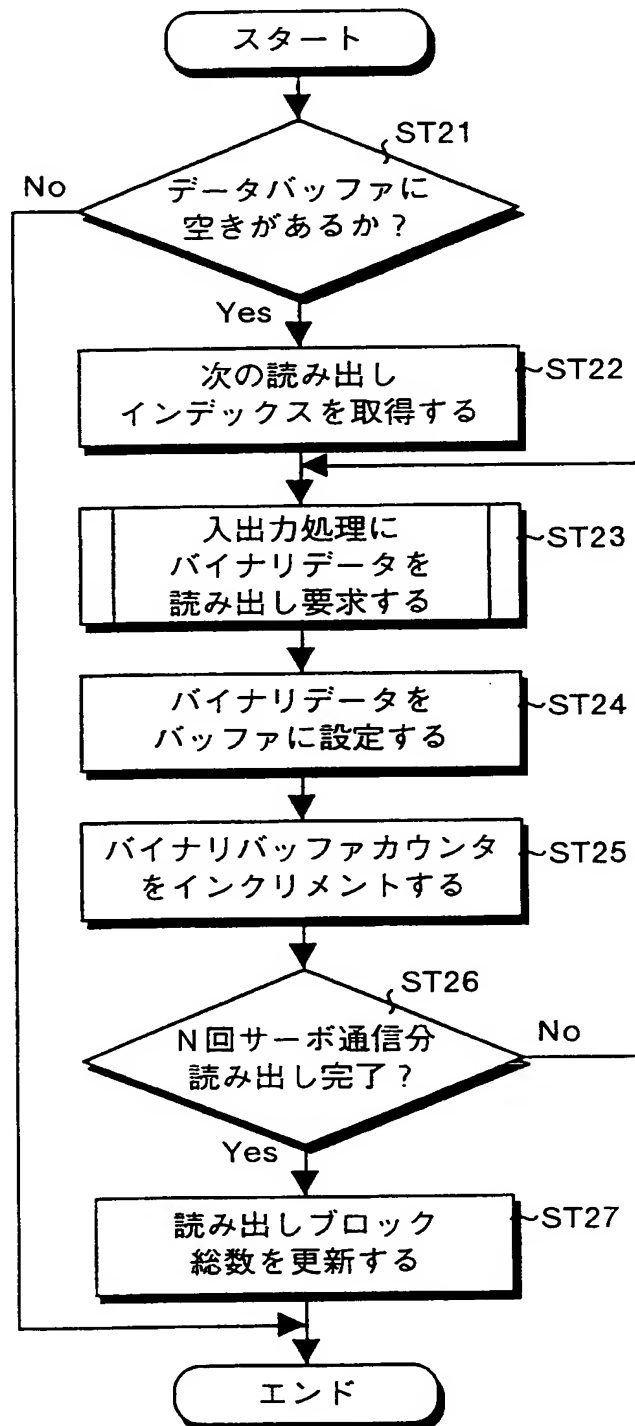 スタート
ST21
No
データバッファに
空きがあるか？
Yes
次の読み出し
インデックスを取得する
ST22
入出力処理に
バイナリデータを
読み出し要求する
ST23
バイナリデータを
バッファに設定する
ST24
バイナリバッファカウンタ
をインクリメントする
ST25
ST26
N回サーボ通信分
読み出し完了？
No
Yes
読み出しブロック
総数を更新する
ST27
エンド